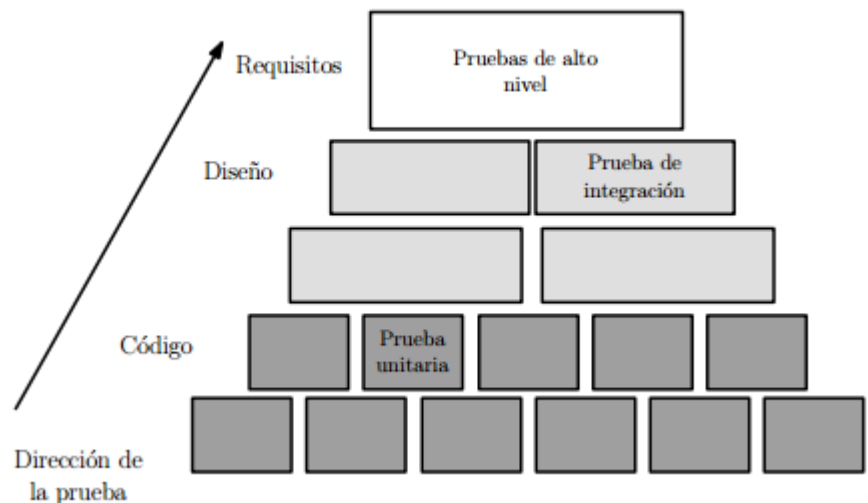 Requisitos
Pruebas de alto
nivel
Diseño
Prueba de
integración
Código
Prueba
unitaria
Dirección de
la prueba